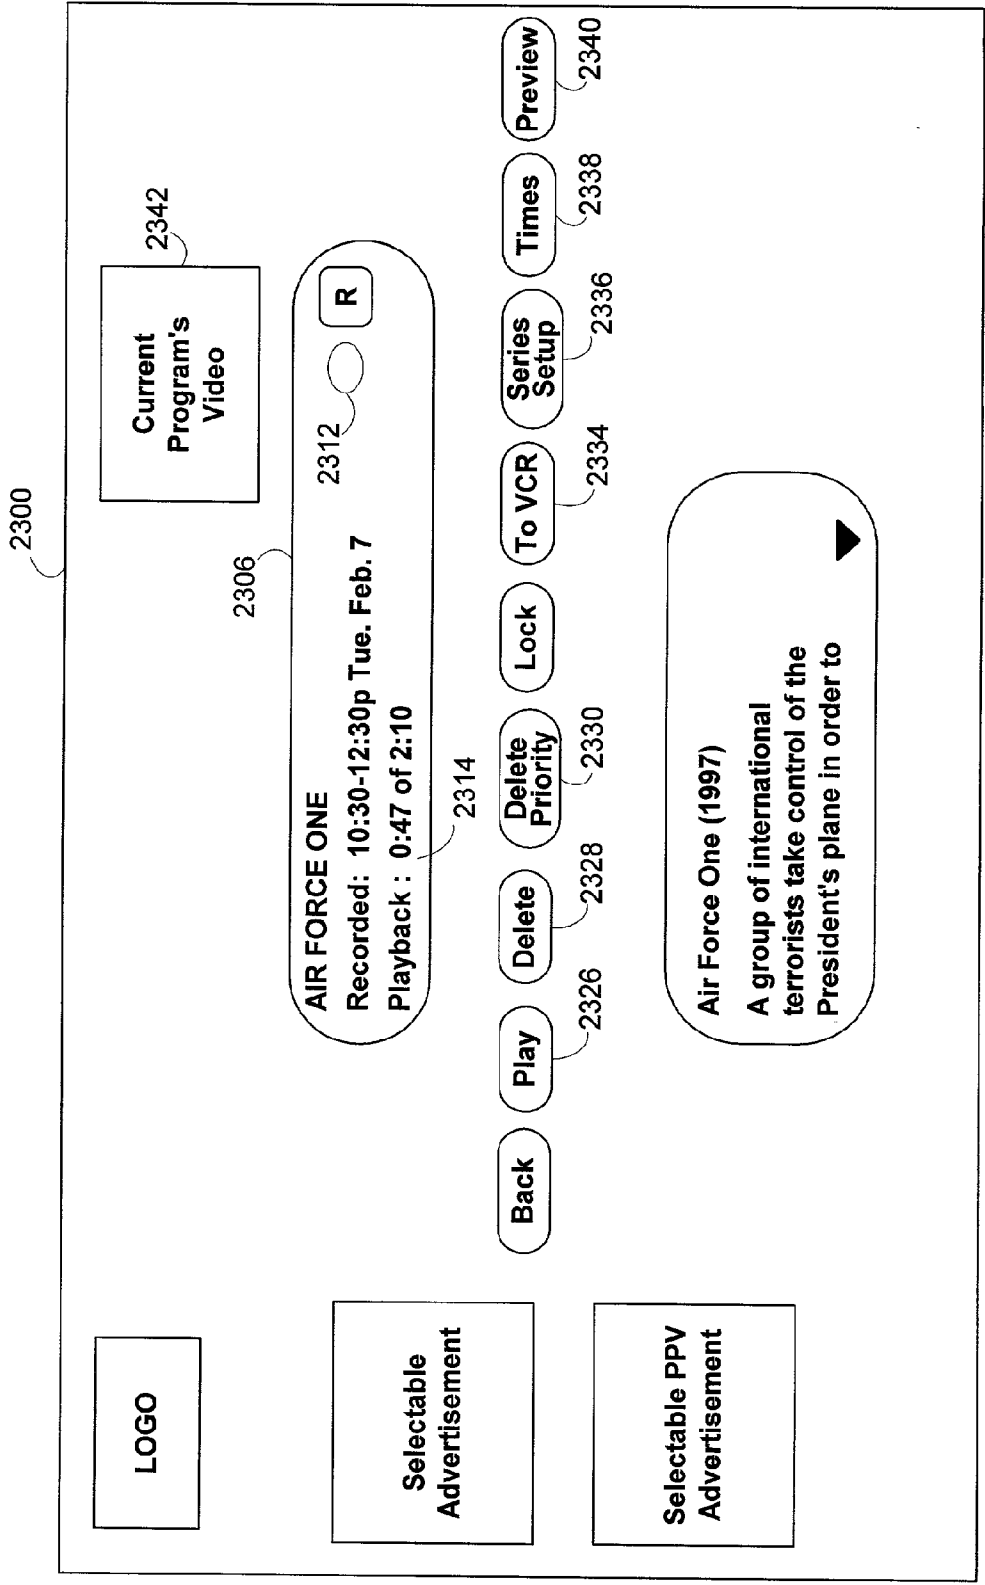 2300
LOGO
Current
Program's
Video
2342
2306
AIR FORCE ONE
Recorded: 10:30-12:30p Tue. Feb. 7
Playback : 0:47 of 2:10
2312
R
2314
Back
Play
Delete
Delete
Priority
Lock
To VCR
Series
Setup
Times
Preview
2326
2328
2330
2334
2336
2338
2340
Selectable
Advertisement
Selectable PPV
Advertisement
Air Force One (1997)
A group of international
terrorists take control of the
President's plane in order to